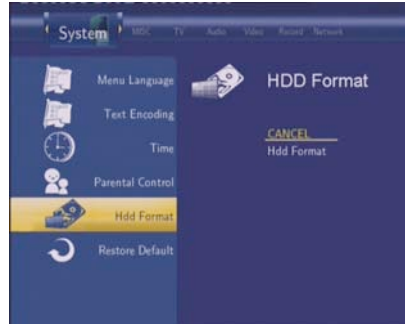 System MISC TV Audio Video Record Network
Menu Language
HDD Format
Text Encoding
CANCEL
Time
Hdd Format
Parental Control
Hdd Format
Restore Default